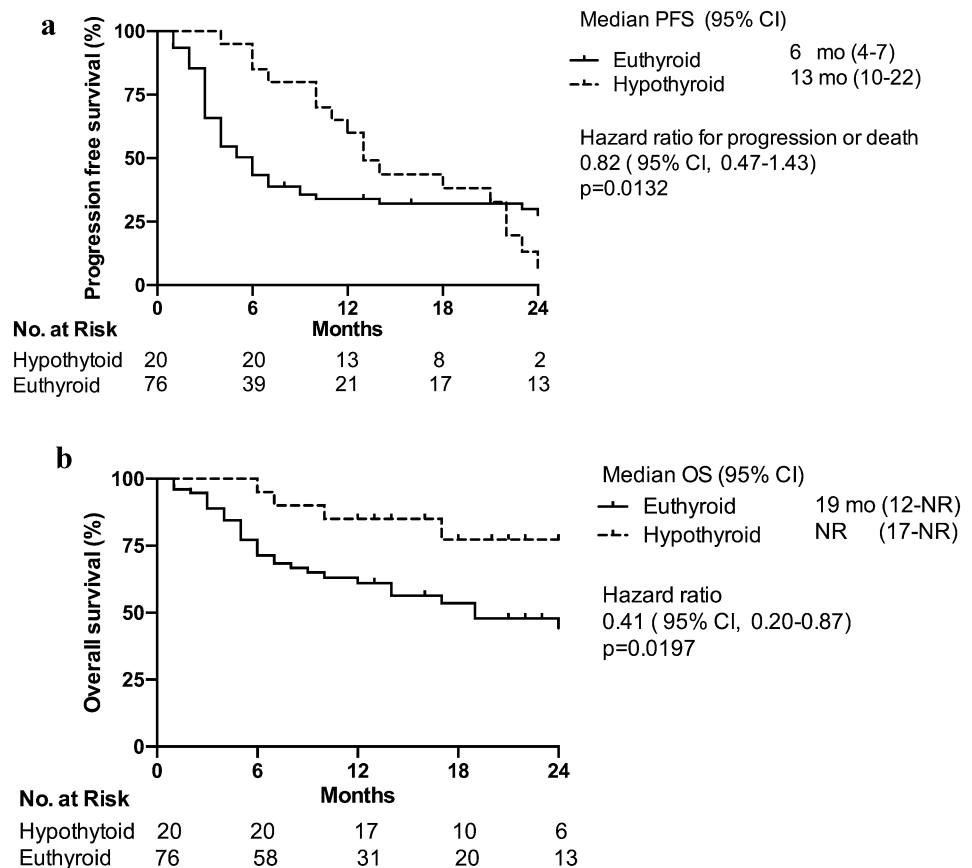 a
Progression free survival (%)
100
75
50
25
0
0 6 12 18 24
Months
Median PFS (95% CI)
Euthyroid 6 mo (4-7)
Hypothyroid 13 mo (10-22)
Hazard ratio for progression or death
0.82 ( 95% CI, 0.47-1.43)
p=0.0132
No. at Risk
Hypothytoid 20 20 13 8 2
Euthyroid 76 39 21 17 13
b
Overall survival (%)
100
75
50
25
0
0 6 12 18 24
Months
Median OS (95% CI)
Euthyroid 19 mo (12-NR)
Hypothyroid NR (17-NR)
Hazard ratio
0.41 ( 95% CI, 0.20-0.87)
p=0.0197
No. at Risk
Hypothytoid 20 20 17 10 6
Euthyroid 76 58 31 20 13